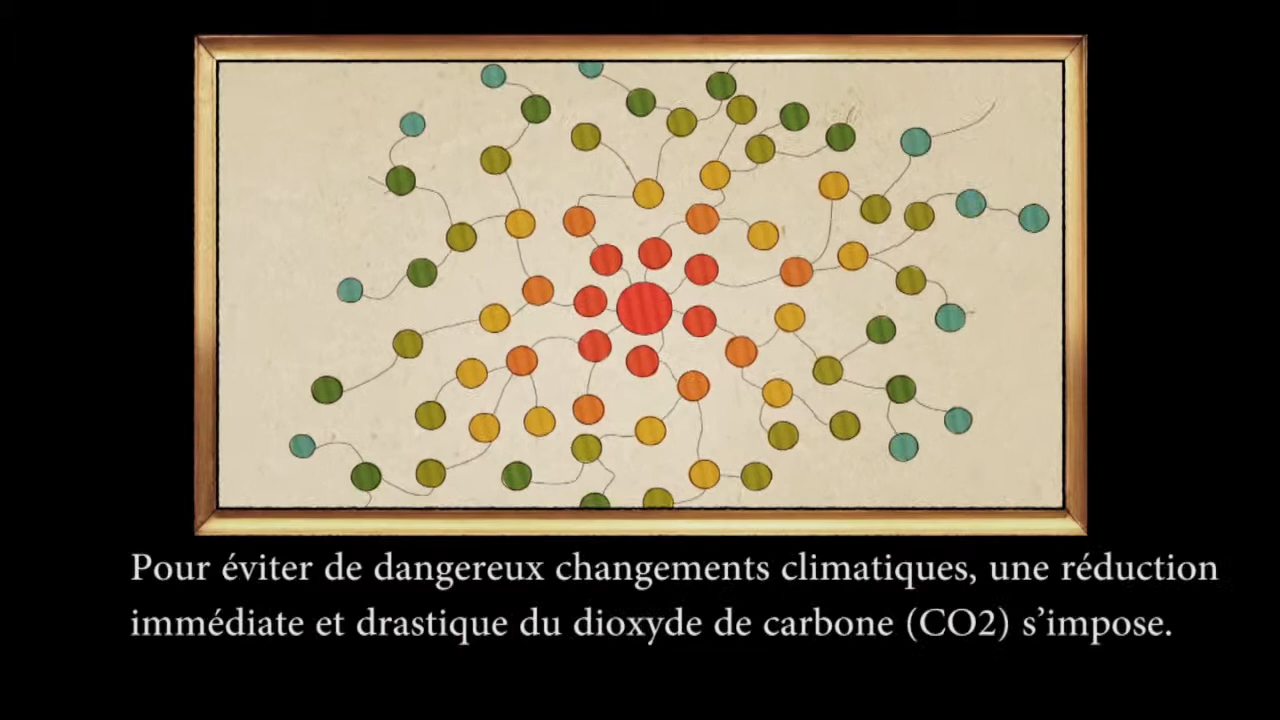 Pour éviter de dangereux changements climatiques, une réduction
immédiate et drastique du dioxyde de carbone (CO2) s’impose.